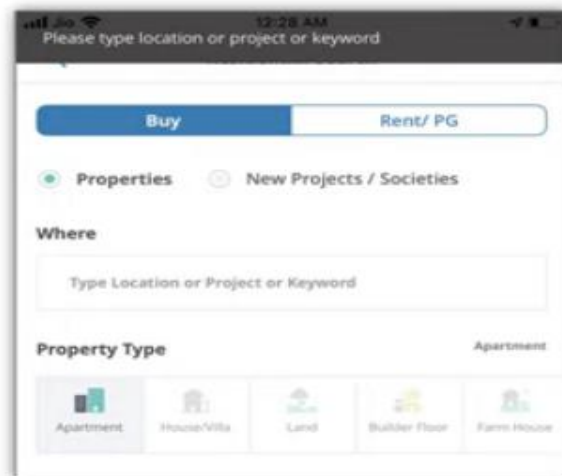 Jio 12:28 AM
Please type location or project or keyword
Buy Rent/ PG
Properties New Projects / Societies
Where
Type Location or Project or Keyword
Property Type Apartment
Apartment House/Villa Land Builder Floor Farm House